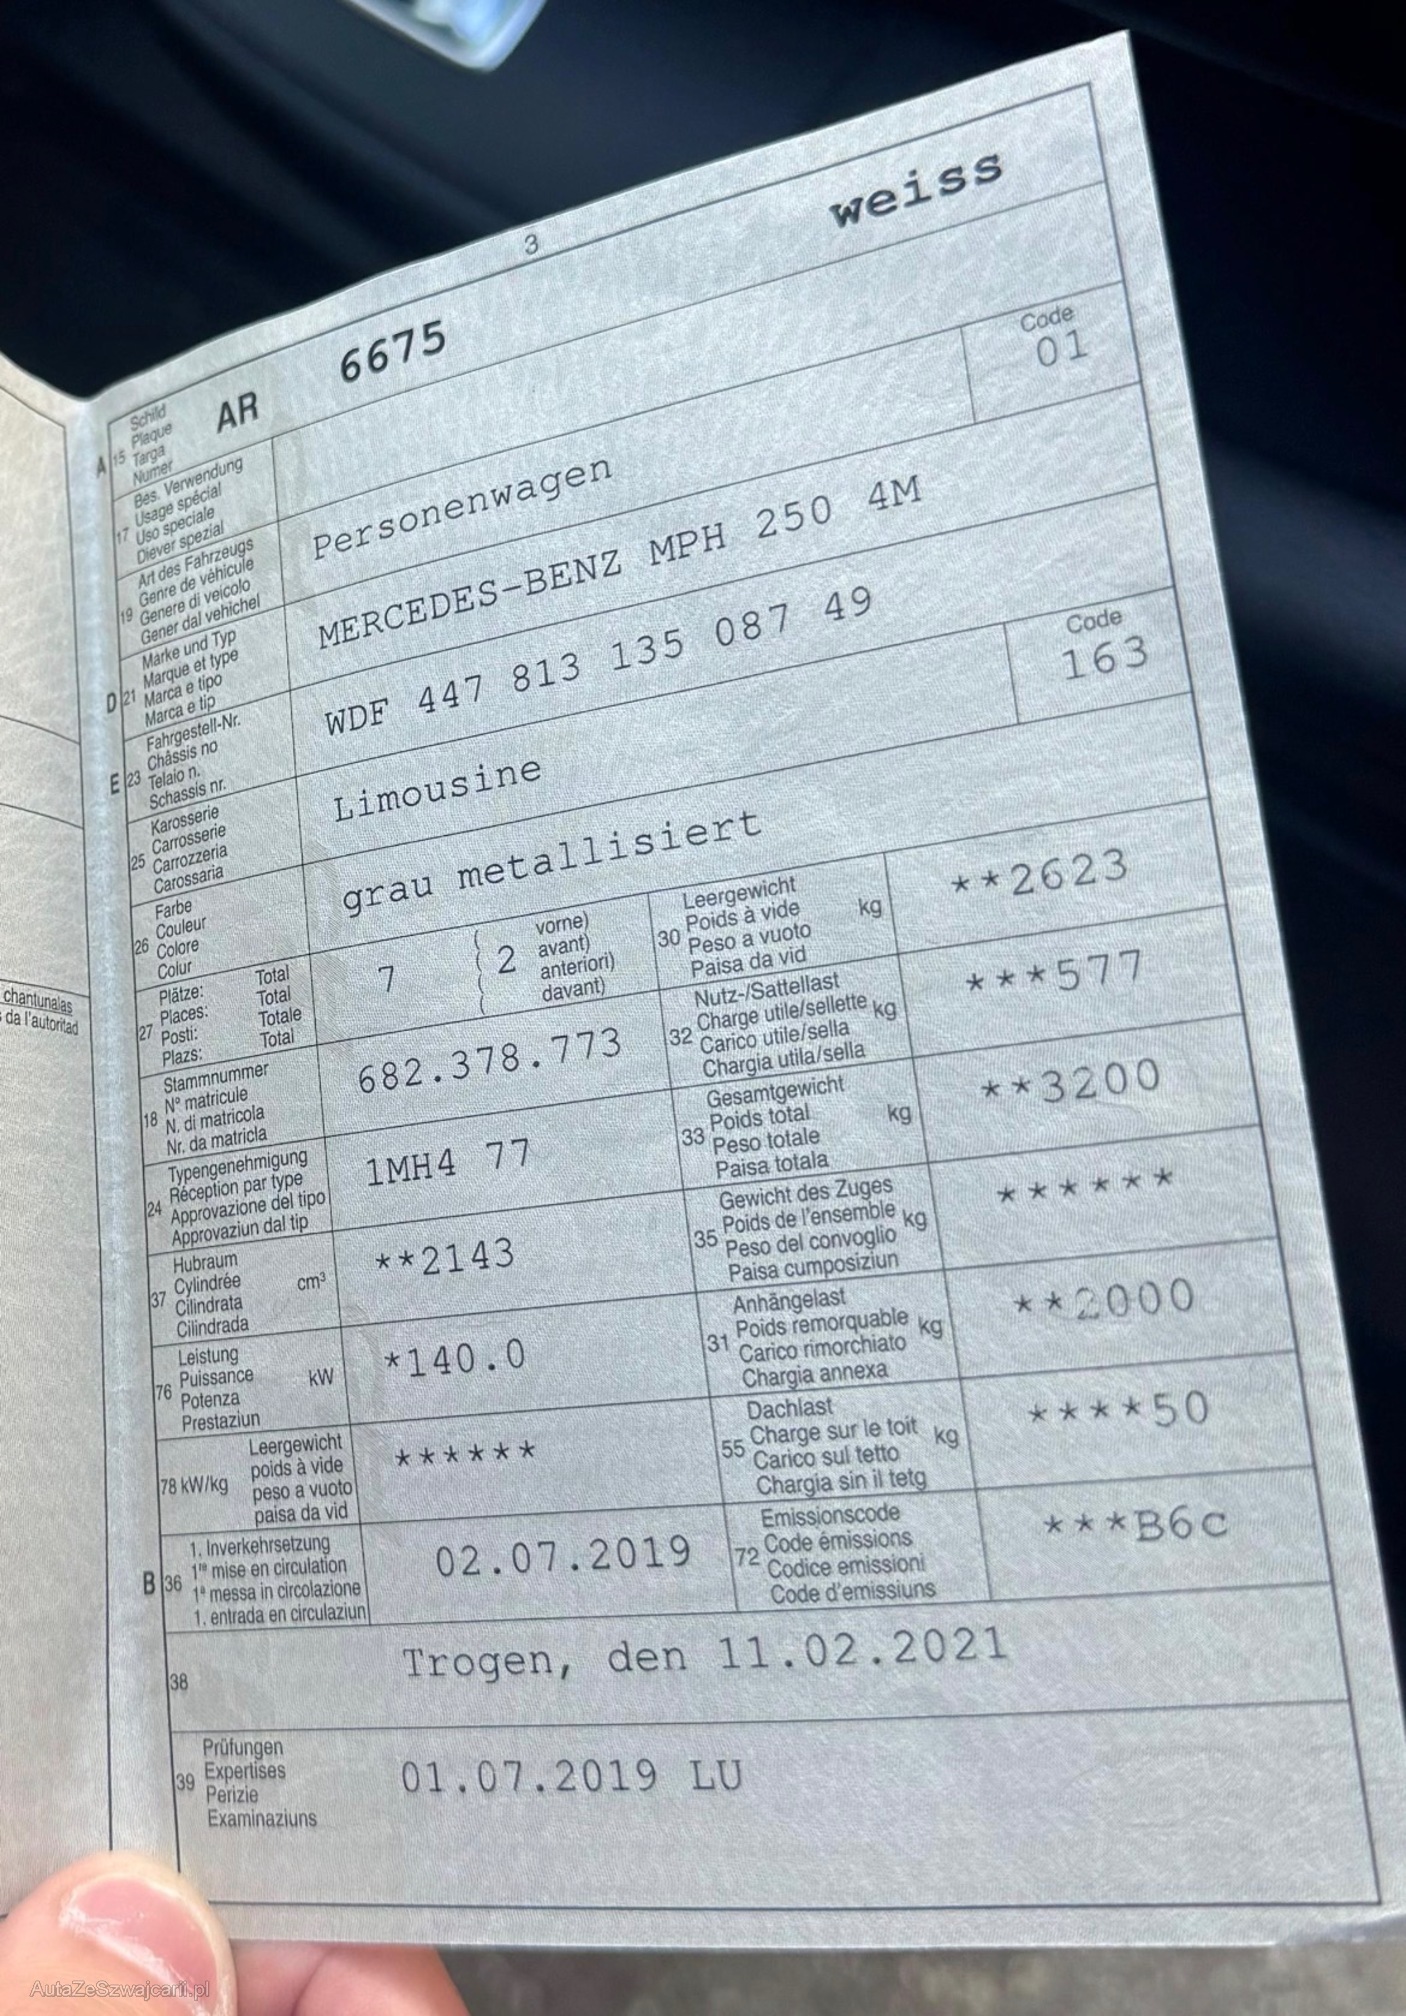 3
A 15 Schild
Plaque
Targa
Numer
AR 6675 weiss
17 Bes. Verwendung
Usage spécial
Uso speciale
Diever spezial
19 Art des Fahrzeugs
Genre de véhicule
Genere di veicolo
Gener dal vehichel
Personenwagen
Code
01
D 21 Marke und Typ
Marque et type
Marca e tipo
Marca e tip
MERCEDES-BENZ MPH 250 4M
E 23 Fahrgestell-Nr.
Châssis no
Telaio n.
Schassis nr.
WDF 447 813 135 087 49
25 Karosserie
Carrosserie
Carrozzeria
Carossaria
Limousine
Code
163
26 Farbe
Couleur
Colore
Colur
grau metallisiert
27 Plätze: Total
Places: Total
Posti: Totale
Plazs: Total
7
2
vorne)
avant)
anteriori)
davant)
30 Leergewicht
Poids à vide kg
Peso a vuoto
Paisa da vid
**2623
18 Stammnummer
N° matricule
N. di matricola
Nr. da matricla
682.378.773
32 Nutz-/Sattellast
Charge utile/sellette kg
Carico utile/sella
Chargia utila/sella
***577
24 Typengenehmigung
Réception par type
Approvazione del tipo
Approvaziun dal tip
1MH4 77
33 Gesamtgewicht
Poids total kg
Peso totale
Paisa totala
**3200
37 Hubraum
Cylindrée cm³
Cilindrata
Cilindrada
**2143
35 Gewicht des Zuges
Poids de l'ensemble kg
Peso del convoglio
Paisa cumposiziun
******
76 Leistung
Puissance kW
Potenza
Prestaziun
*140.0
31 Anhängelast
Poids remorquable kg
Carico rimorchiato
Chargia annexa
**2000
78 kW/kg Leergewicht
poids à vide
peso a vuoto
paisa da vid
******
55 Dachlast
Charge sur le toit kg
Carico sul tetto
Chargia sin il tetg
****50
B 36 1. Inverkehrsetzung
1re mise en circulation
1a messa in circolazione
1. entrada en circulaziun
02.07.2019
72 Emissionscode
Code émissions
Codice emissioni
Code d'emissiuns
***B6c
38 Trogen, den 11.02.2021
39 Prüfungen
Expertises
Perizie
Examinaziuns
01.07.2019 LU
chantunalas
da l'autoritad
AutaZeSzwajcarii.pl